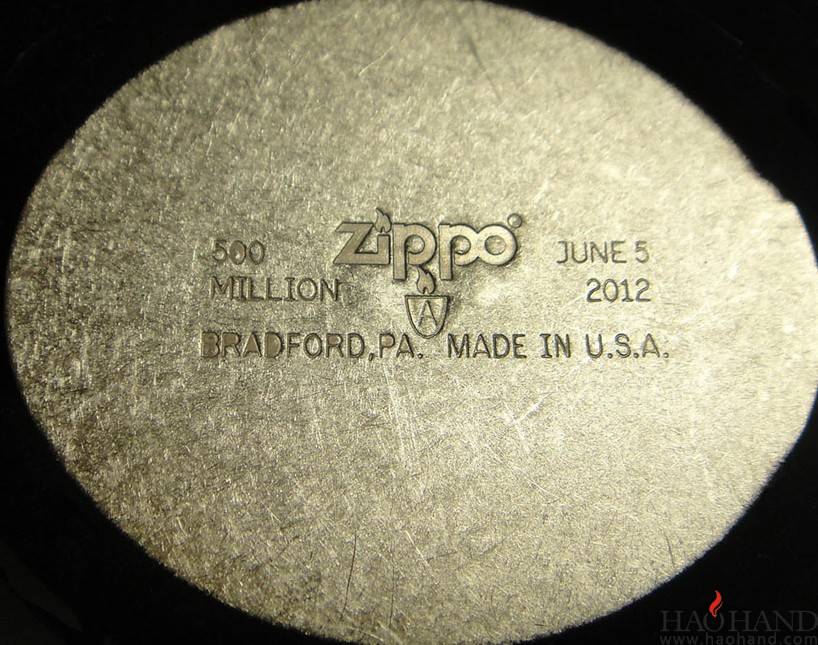 500 zippo® JUNE 5
MILLION 2012
A
BRADFORD, PA. MADE IN U.S.A.
HAOHAND
www.haohand.com